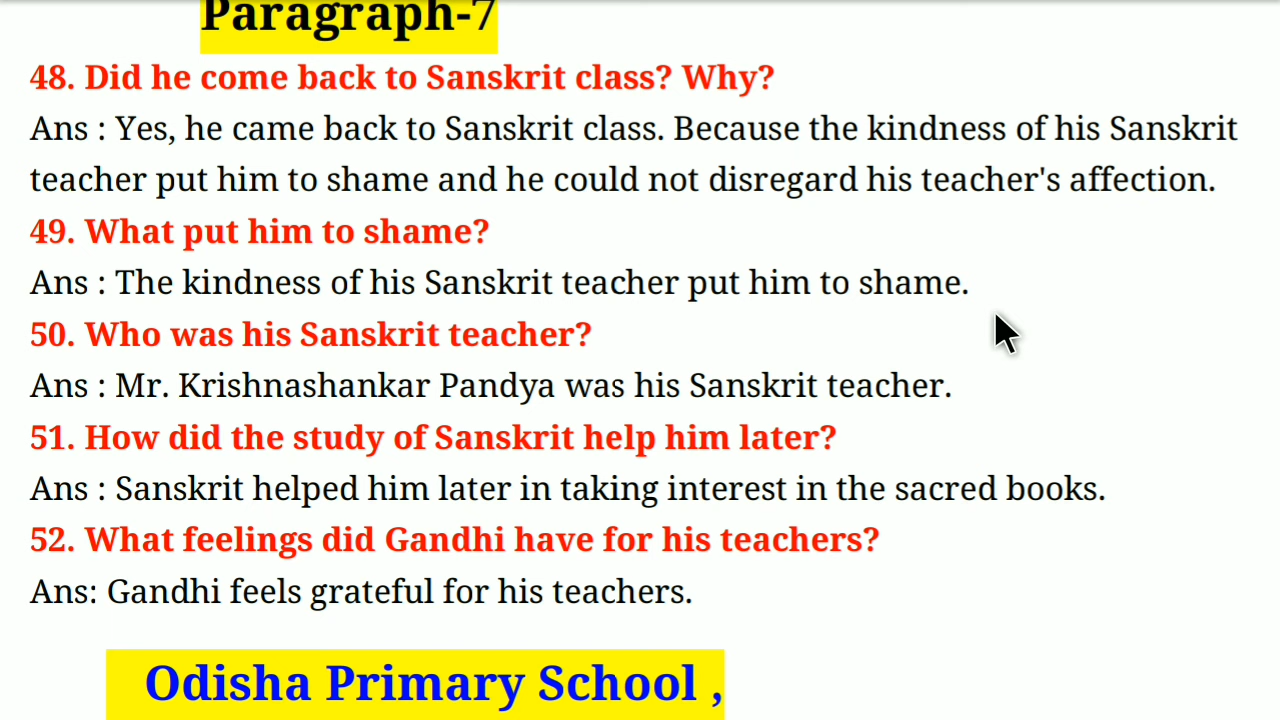 Paragraph-7
48. Did he come back to Sanskrit class? Why?
Ans : Yes, he came back to Sanskrit class. Because the kindness of his Sanskrit
teacher put him to shame and he could not disregard his teacher's affection.
49. What put him to shame?
Ans : The kindness of his Sanskrit teacher put him to shame.
50. Who was his Sanskrit teacher?
Ans : Mr. Krishnashankar Pandya was his Sanskrit teacher.
51. How did the study of Sanskrit help him later?
Ans : Sanskrit helped him later in taking interest in the sacred books.
52. What feelings did Gandhi have for his teachers?
Ans: Gandhi feels grateful for his teachers.
Odisha Primary School ,